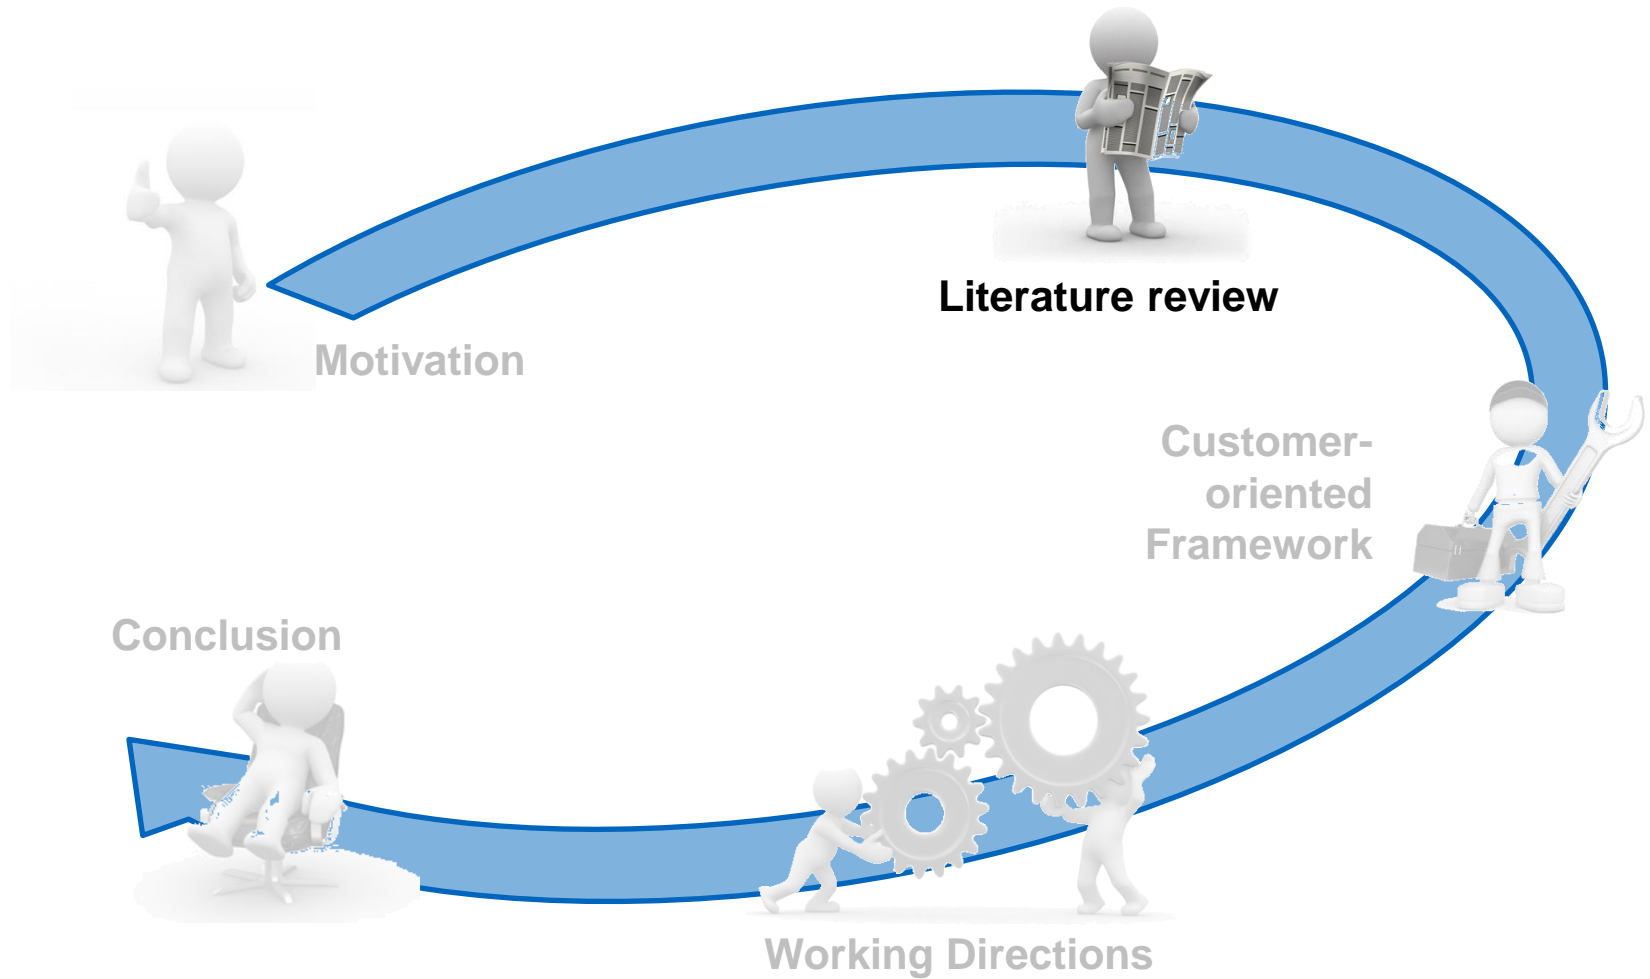 Literature review
Motivation
Customer-
oriented
Framework
Conclusion
Working Directions